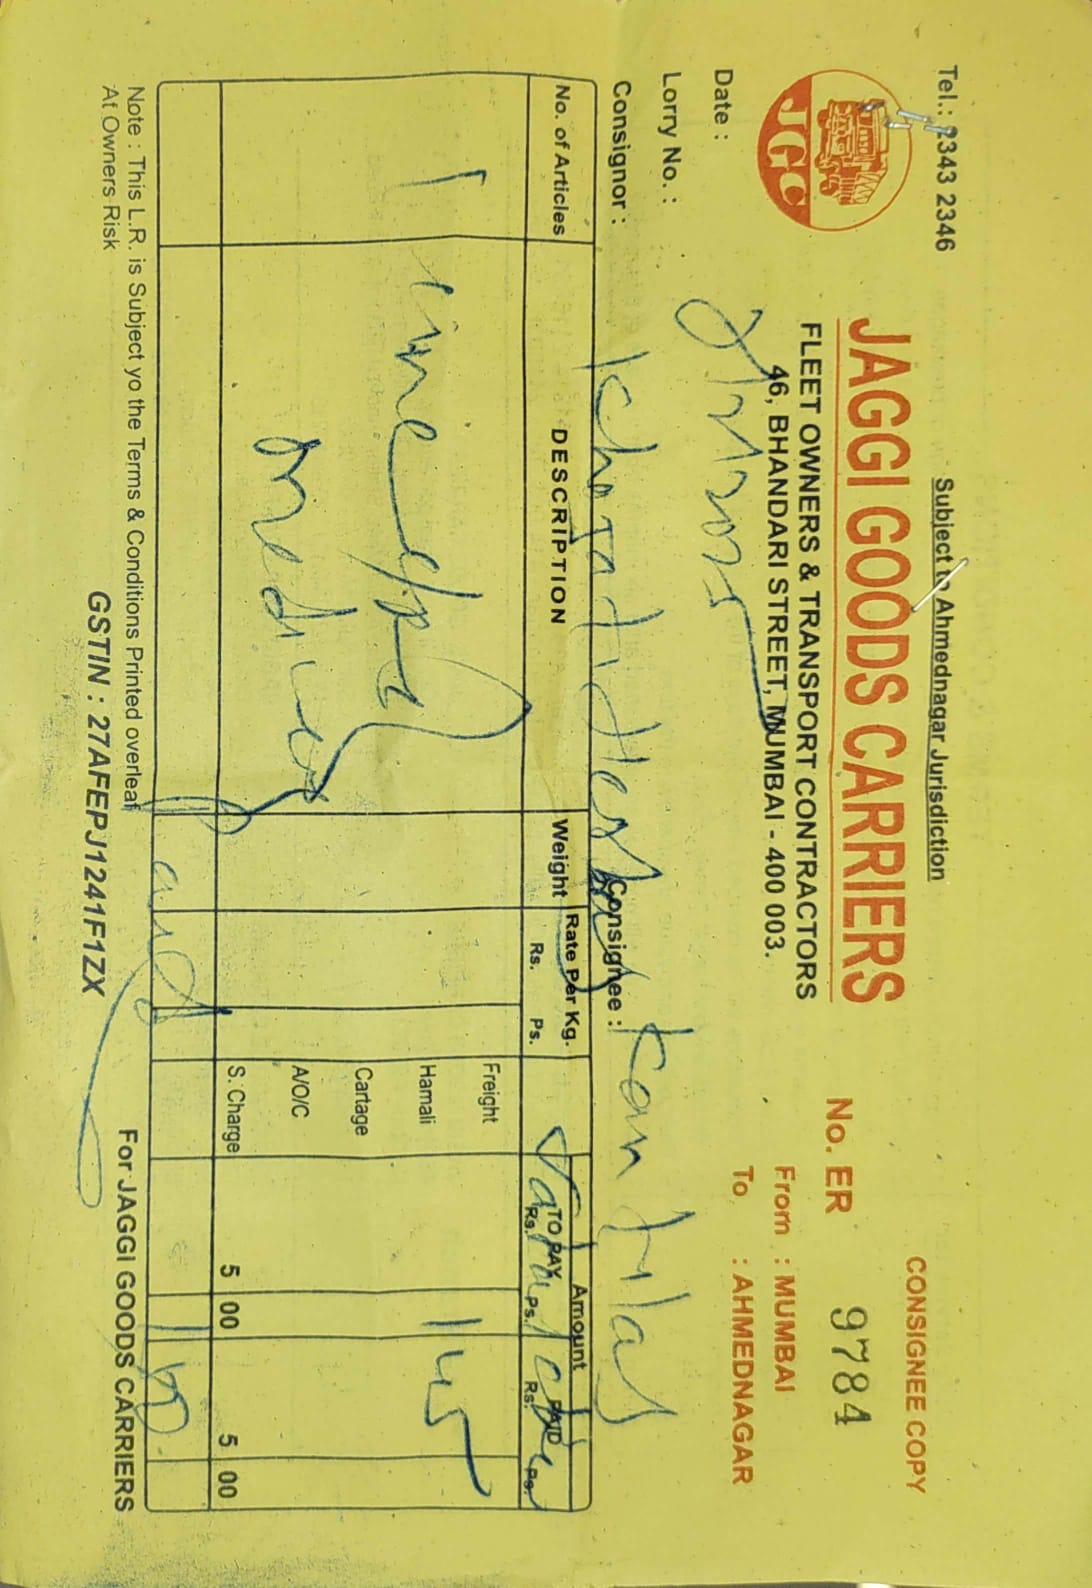 Subject to Ahmednagar Jurisdiction
Tel.: 2343 2346
CONSIGNEE COPY
JGC
JAGGI GOODS CARRIERS
FLEET OWNERS & TRANSPORT CONTRACTORS
46, BHANDARI STREET, MUMBAI - 400 003.
No. ER 9784
From : MUMBAI
To : AHMEDNAGAR
Date :
Lorry No. :
Consignor : Consignee : Kantilal
No. of Articles DESCRIPTION Weight Rate Per Kg. Amount
Rs. Ps. TO PAY PAID
Rs. Ps. Rs. Ps.
1 Freight
Hamali 145
Cartage
A/O/C
S. Charge 5 00 5 00
150
Note : This L.R. is Subject yo the Terms & Conditions Printed overleaf
At Owners Risk
For JAGGI GOODS CARRIERS
GSTIN : 27AFEPJ1241F1ZX